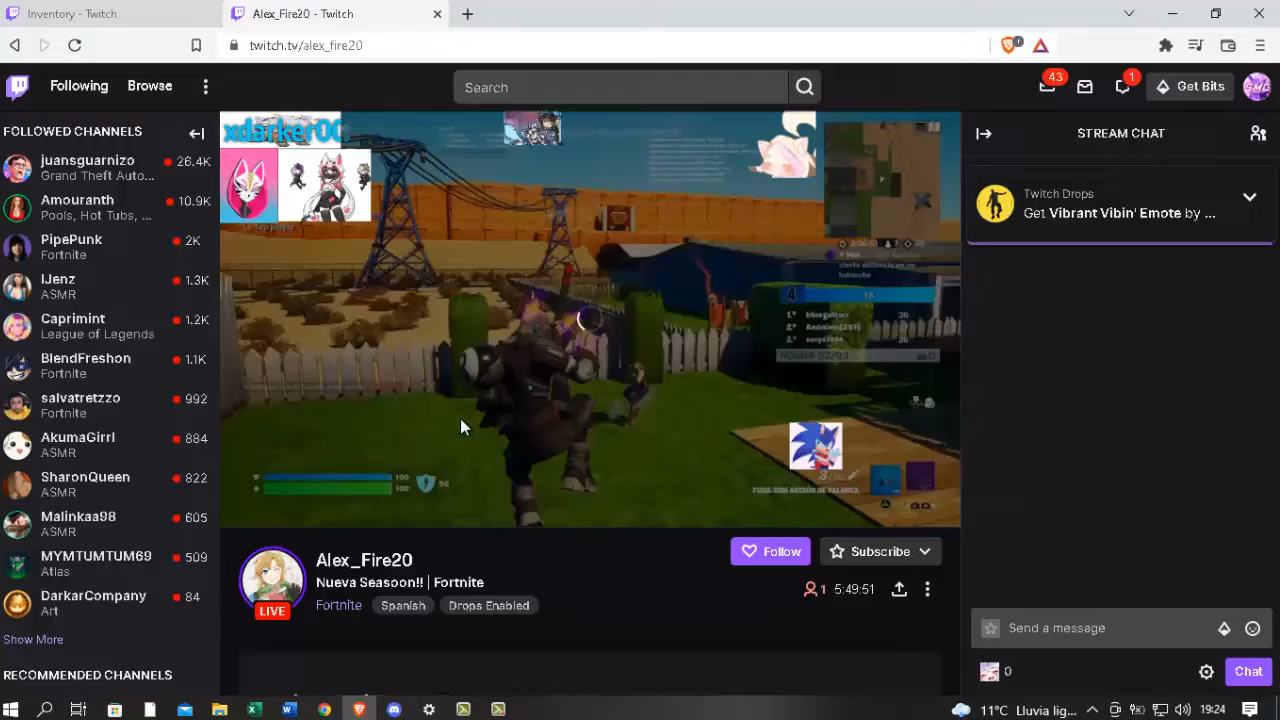 Inventory - Twitch
Alex_Fire20 - Twitch
twitch.tv/alex_fire20
Following
Browse
Search
43
1
Get Bits
FOLLOWED CHANNELS
juansguarnizo
26.4K
Grand Theft Auto...
Amouranth
10.9K
Pools, Hot Tubs, ...
PipePunk
2K
Fortnite
IJenz
1.3K
ASMR
Caprimint
1.2K
League of Legends
BlendFreshon
1.1K
Fortnite
salvatretzzo
992
Fortnite
AkumaGirrl
884
ASMR
SharonQueen
822
ASMR
Malinkaa98
605
ASMR
MYMTUMTUM69
509
Atlas
DarkarCompany
84
Art
Show More
RECOMMENDED CHANNELS
xdarker00
18
100
100
Alex_Fire20
Nueva Seasoon!! | Fortnite
Fortnite
Spanish
Drops Enabled
LIVE
Follow
Subscribe
1
5:49:51
STREAM CHAT
Twitch Drops
Get Vibrant Vibin' Emote by ...
Send a message
0
Chat
11°C Lluvia lig...
19:24